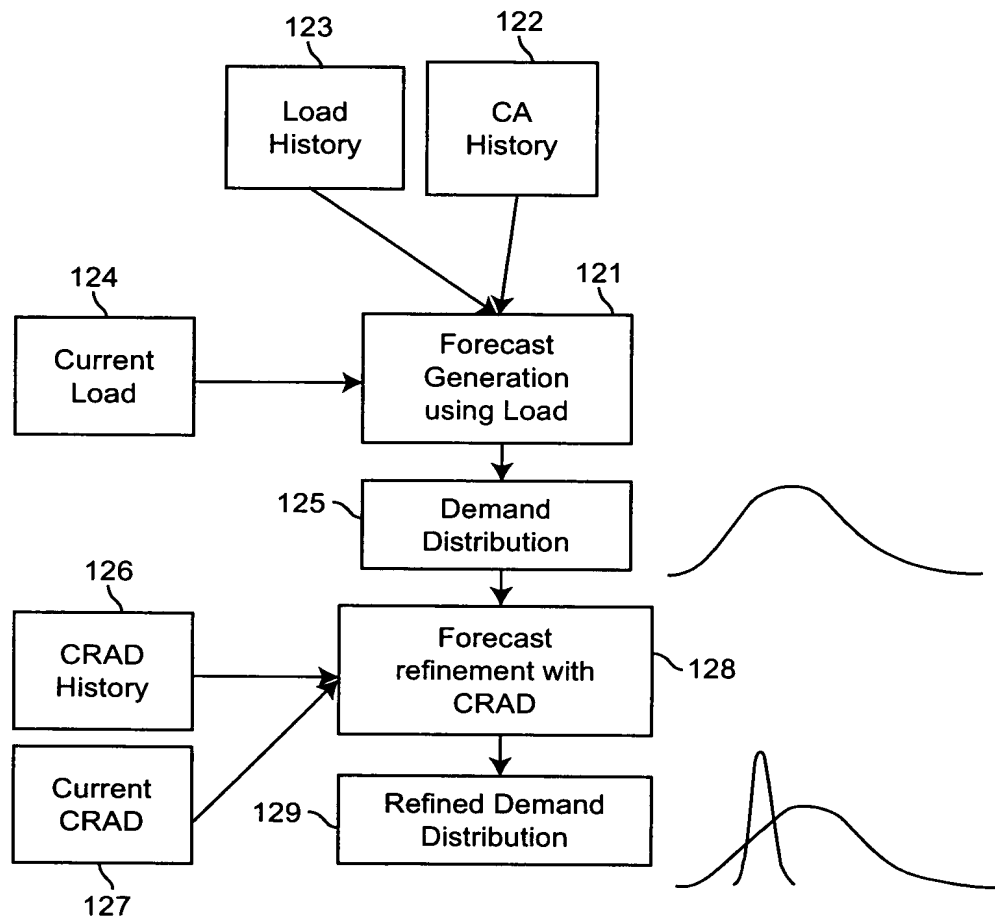 123
122
Load
History
CA
History
124
121
Current
Load
Forecast
Generation
using Load
125
Demand
Distribution
126
CRAD
History
Forecast
refinement with
CRAD
128
Current
CRAD
129
Refined Demand
Distribution
127